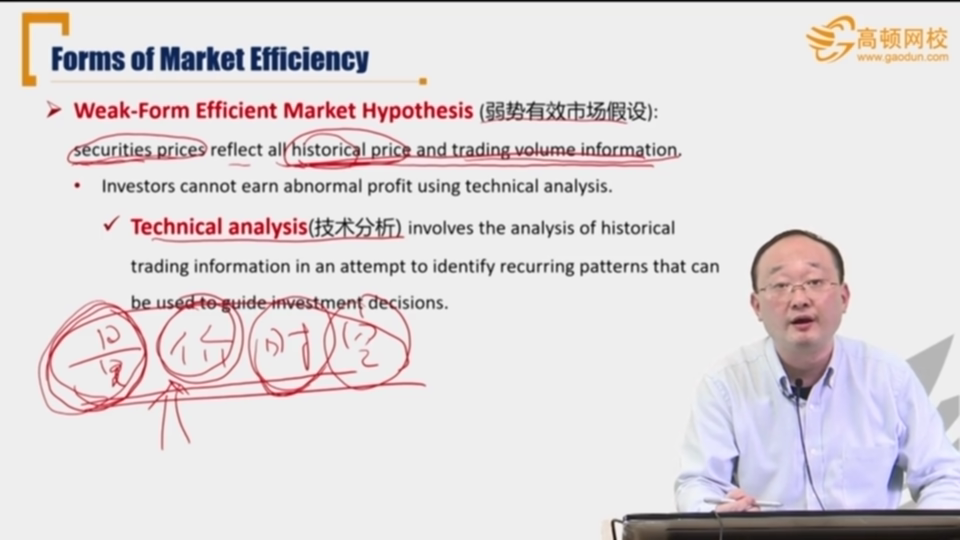 Forms of Market Efficiency
高顿网校
www.gaodun.com
➢ Weak-Form Efficient Market Hypothesis (弱势有效市场假设):
securities prices reflect all historical price and trading volume information.
• Investors cannot earn abnormal profit using technical analysis.
✓ Technical analysis(技术分析) involves the analysis of historical
trading information in an attempt to identify recurring patterns that can
be used to guide investment decisions.
量 价 时 空